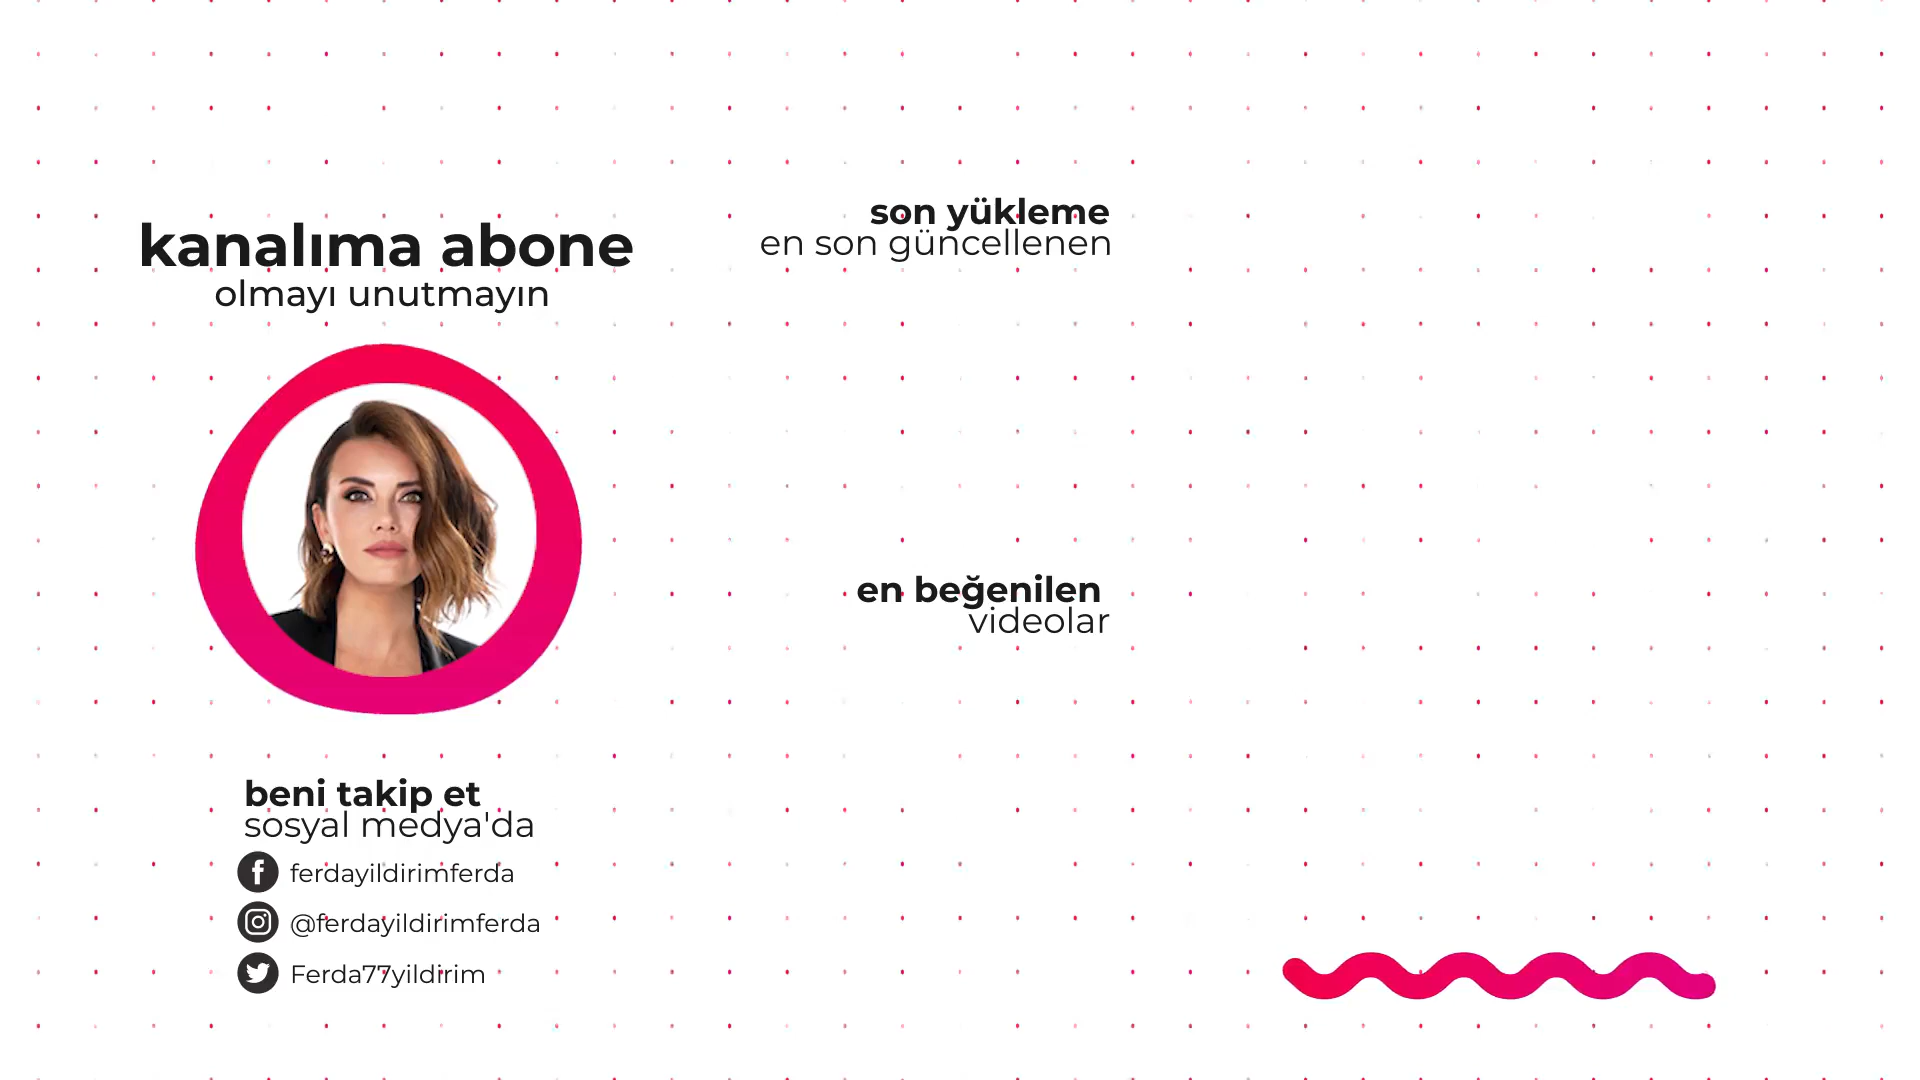 kanalıma abone
olmayı unutmayın
son yükleme
en son güncellenen
en beğenilen
videolar
beni takip et
sosyal medya'da
ferdayildirimferda
@ferdayildirimferda
Ferda77yildirim